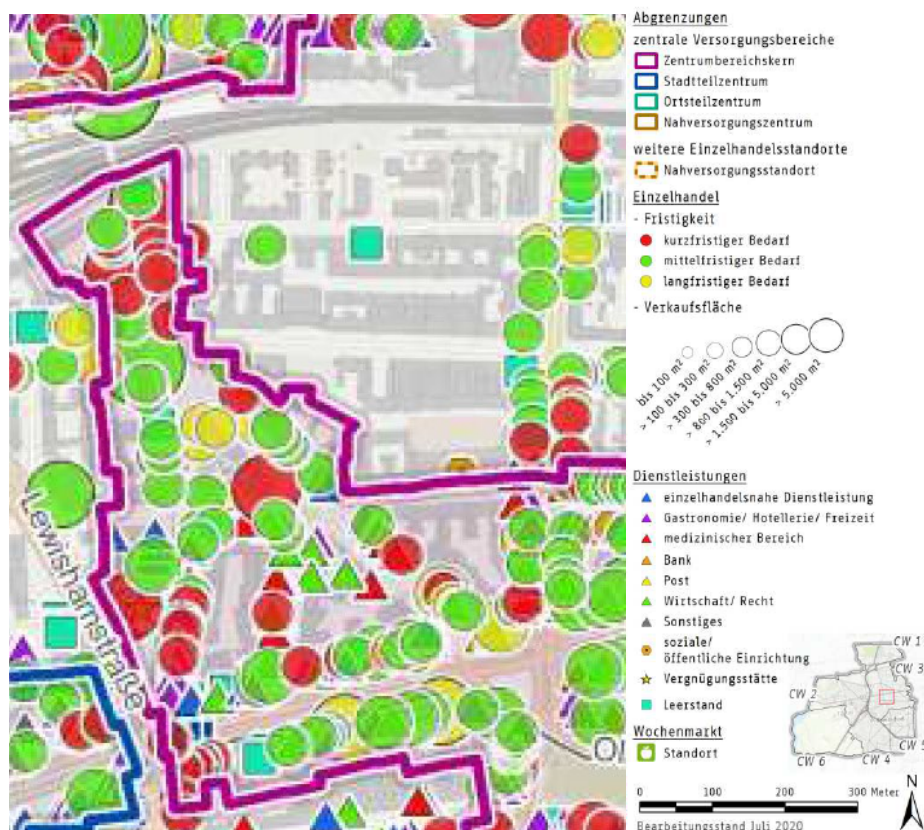 Lewishamstraße
Abgrenzungen
zentrale Versorgungsbereiche
Zentrumbereichskern
Stadtteilzentrum
Ortsteilzentrum
Nahversorgungszentrum
weitere Einzelhandelsstandorte
Nahversorgungsstandort
Einzelhandel
- Fristigkeit
kurzfristiger Bedarf
mittelfristiger Bedarf
langfristiger Bedarf
- Verkaufsfläche
bis 100 m²
> 100 bis 300 m²
> 300 bis 800 m²
> 800 bis 1.500 m²
> 1.500 bis 5.000 m²
> 5.000 m²
Dienstleistungen
einzelhandelsnahe Dienstleistung
Gastronomie/ Hotellerie/ Freizeit
medizinischer Bereich
Bank
Post
Wirtschaft/ Recht
Sonstiges
soziale/
öffentliche Einrichtung
Vergnügungsstätte
Leerstand
Wochenmarkt
Standort
CW 1
CW 3
CW 2
CW 5
CW 6
CW 4
N
0 100 200 300 Meter
Bearbeitungsstand Juli 2020